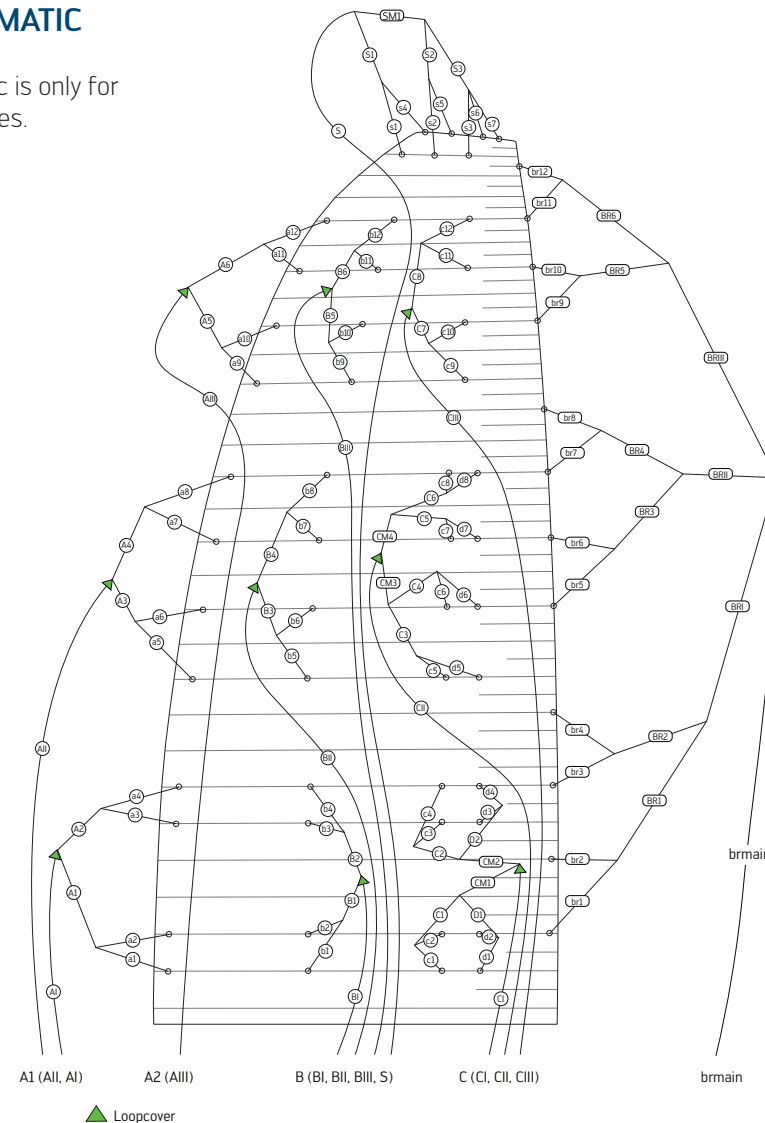 MATIC
c is only for
es.
SM1
S1
S2
S3
s4
s5
s6
S
s1
s2
s3
s7
br12
br11
BR6
a12
b12
c12
A6
a11
b11
c11
B6
C8
br10
BR5
br9
A5
B5
C7
a10
b10
c10
a9
b9
c9
BRIII
AIII
CIII
br8
BIII
br7
BR4
BRII
a8
b8
c8
d8
C6
a7
b7
C5
c7
d7
BR3
A4
B4
CM4
br6
CM3
A3
B3
C4
c6
d6
br5
BRI
a6
b6
a5
b5
C3
c5
d5
CII
br4
BR2
AII
BII
br3
a4
b4
c4
d4
BR1
A2
a3
b3
c3
d3
D2
B2
C2
CM2
br2
brmain
A1
CM1
B1
br1
C1
D1
a2
b2
c2
d2
a1
b1
c1
d1
AI
BI
CI
A1 (AII, AI)
A2 (AIII)
B (BI, BII, BIII, S)
C (CI, CII, CIII)
brmain
Loopcover